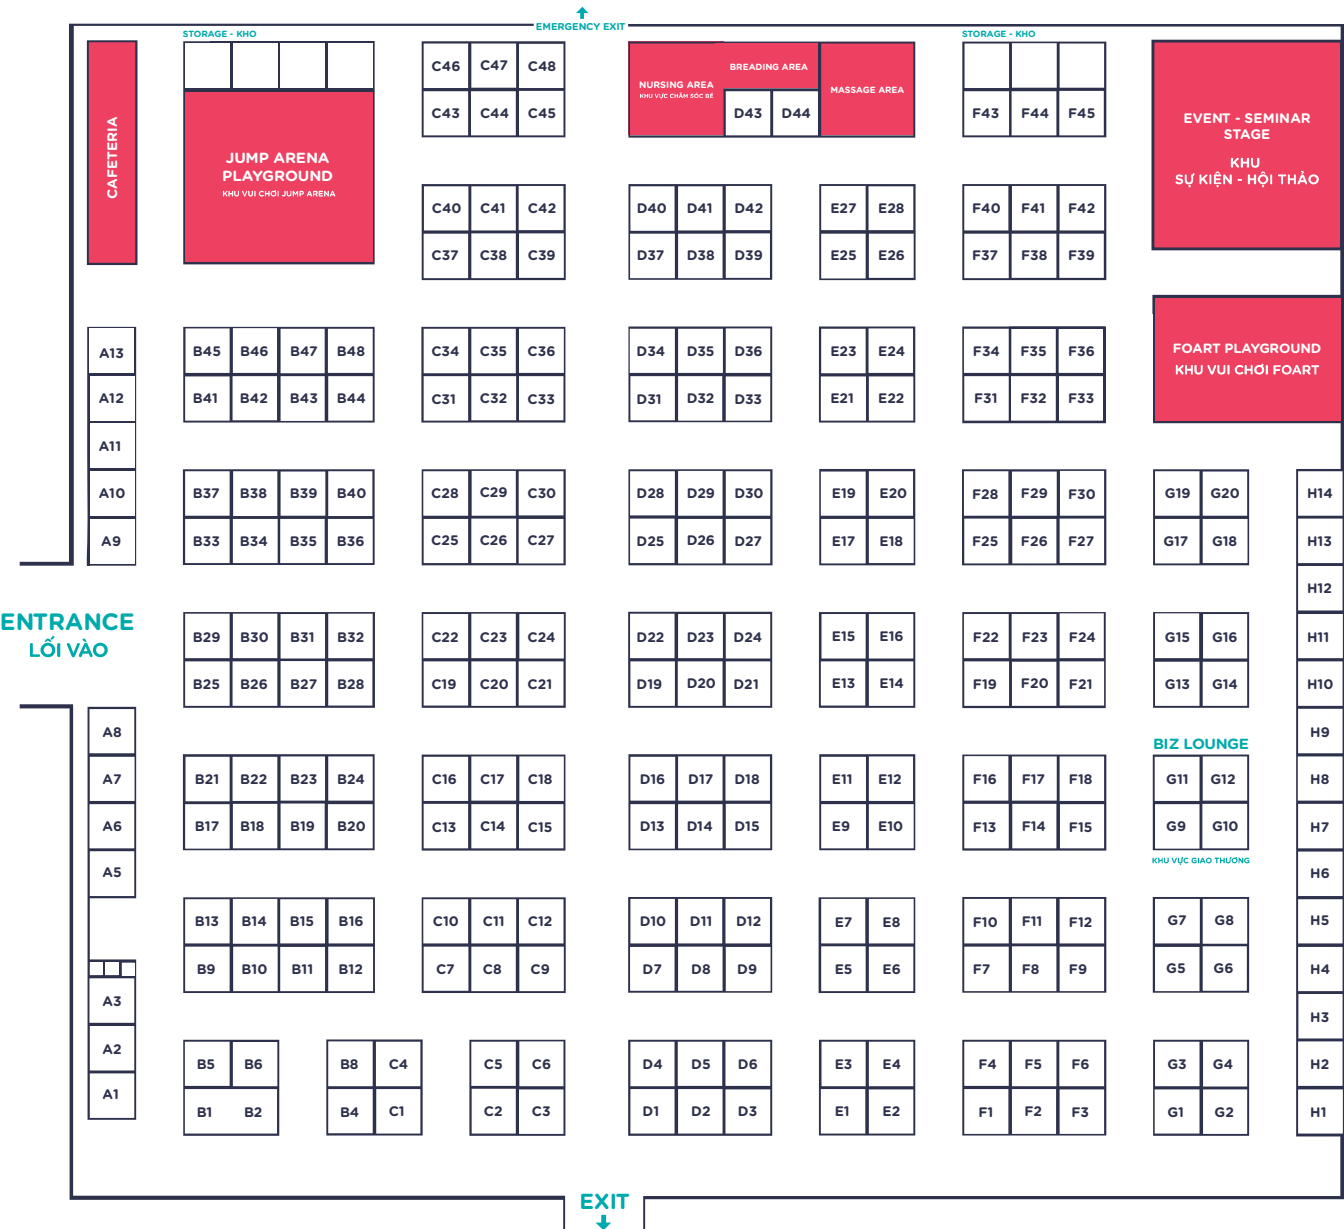 EMERGENCY EXIT
STORAGE - KHO
STORAGE - KHO
CAFETERIA
JUMP ARENA
PLAYGROUND
KHU VUI CHƠI JUMP ARENA
C46 C47 C48
C43 C44 C45
NURSING AREA
KHU VỰC CHĂM SÓC BÉ
BREADING AREA
D43 D44
MASSAGE AREA
F43 F44 F45
EVENT - SEMINAR
STAGE
KHU
SỰ KIỆN - HỘI THẢO
C40 C41 C42 D40 D41 D42 E27 E28 F40 F41 F42
C37 C38 C39 D37 D38 D39 E25 E26 F37 F38 F39
FOART PLAYGROUND
KHU VUI CHƠI FOART
A13 B45 B46 B47 B48 C34 C35 C36 D34 D35 D36 E23 E24 F34 F35 F36
A12 B41 B42 B43 B44 C31 C32 C33 D31 D32 D33 E21 E22 F31 F32 F33
A11
A10 B37 B38 B39 B40 C28 C29 C30 D28 D29 D30 E19 E20 F28 F29 F30 G19 G20 H14
A9 B33 B34 B35 B36 C25 C26 C27 D25 D26 D27 E17 E18 F25 F26 F27 G17 G18 H13
H12
ENTRANCE
LỐI VÀO
B29 B30 B31 B32 C22 C23 C24 D22 D23 D24 E15 E16 F22 F23 F24 G15 G16 H11
B25 B26 B27 B28 C19 C20 C21 D19 D20 D21 E13 E14 F19 F20 F21 G13 G14 H10
A8 H9
BIZ LOUNGE
A7 B21 B22 B23 B24 C16 C17 C18 D16 D17 D18 E11 E12 F16 F17 F18 G11 G12 H8
A6 B17 B18 B19 B20 C13 C14 C15 D13 D14 D15 E9 E10 F13 F14 F15 G9 G10 H7
KHU VỰC GIAO THƯƠNG
A5 H6
B13 B14 B15 B16 C10 C11 C12 D10 D11 D12 E7 E8 F10 F11 F12 G7 G8 H5
B9 B10 B11 B12 C7 C8 C9 D7 D8 D9 E5 E6 F7 F8 F9 G5 G6 H4
A3 H3
A2 B5 B6 B8 C4 C5 C6 D4 D5 D6 E3 E4 F4 F5 F6 G3 G4 H2
A1 B1 B2 B4 C1 C2 C3 D1 D2 D3 E1 E2 F1 F2 F3 G1 G2 H1
EXIT